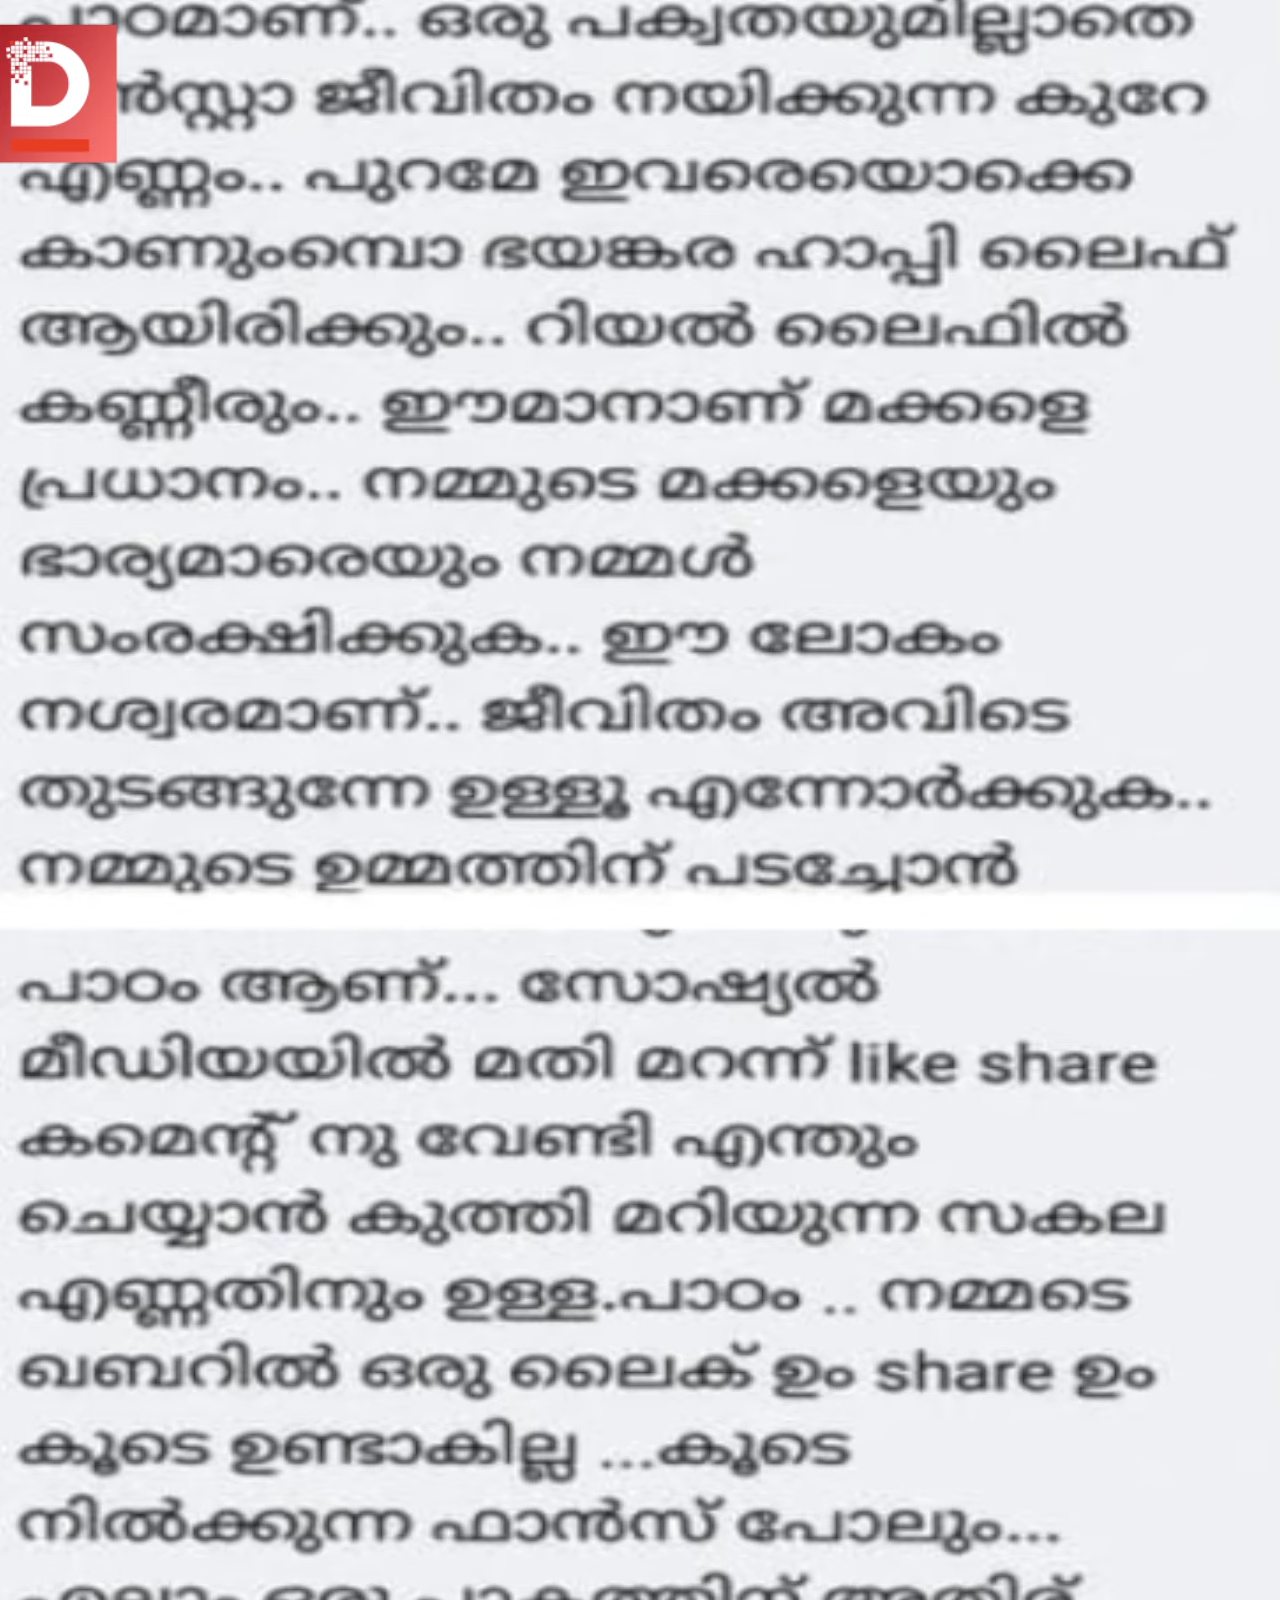 പാഠമാണ്.. ഒരു പക്വതയുമില്ലാതെ
D
ജീവിതം നയിക്കുന്ന കുറേ
എണ്ണം.. പുറമേ ഇവരെയൊക്കെ
കാണുംമ്പൊ ഭയങ്കര ഹാപ്പി ലൈഫ്
ആയിരിക്കും.. റിയൽ ലൈഫിൽ
കണ്ണീരും.. ഈമാനാണ് മക്കളെ
പ്രധാനം.. നമ്മുടെ മക്കളെയും
ഭാര്യമാരെയും നമ്മൾ
സംരക്ഷിക്കുക.. ഈ ലോകം
നശ്വരമാണ്.. ജീവിതം അവിടെ
തുടങ്ങുന്നേ ഉള്ളൂ എന്നോർക്കുക..
നമ്മുടെ ഉമ്മത്തിന് പടച്ചോൻ
പാഠം ആണ്... സോഷ്യൽ
മീഡിയയിൽ മതി മറന്ന് like share
കമെന്റ് നു വേണ്ടി എന്തും
ചെയ്യാൻ കുത്തി മറിയുന്ന സകല
എണ്ണതിനും ഉള്ള.പാഠം .. നമ്മടെ
ഖബറിൽ ഒരു ലൈക് ഉം share ഉം
കൂടെ ഉണ്ടാകില്ല ...കൂടെ
നിൽക്കുന്ന ഫാൻസ് പോലും...